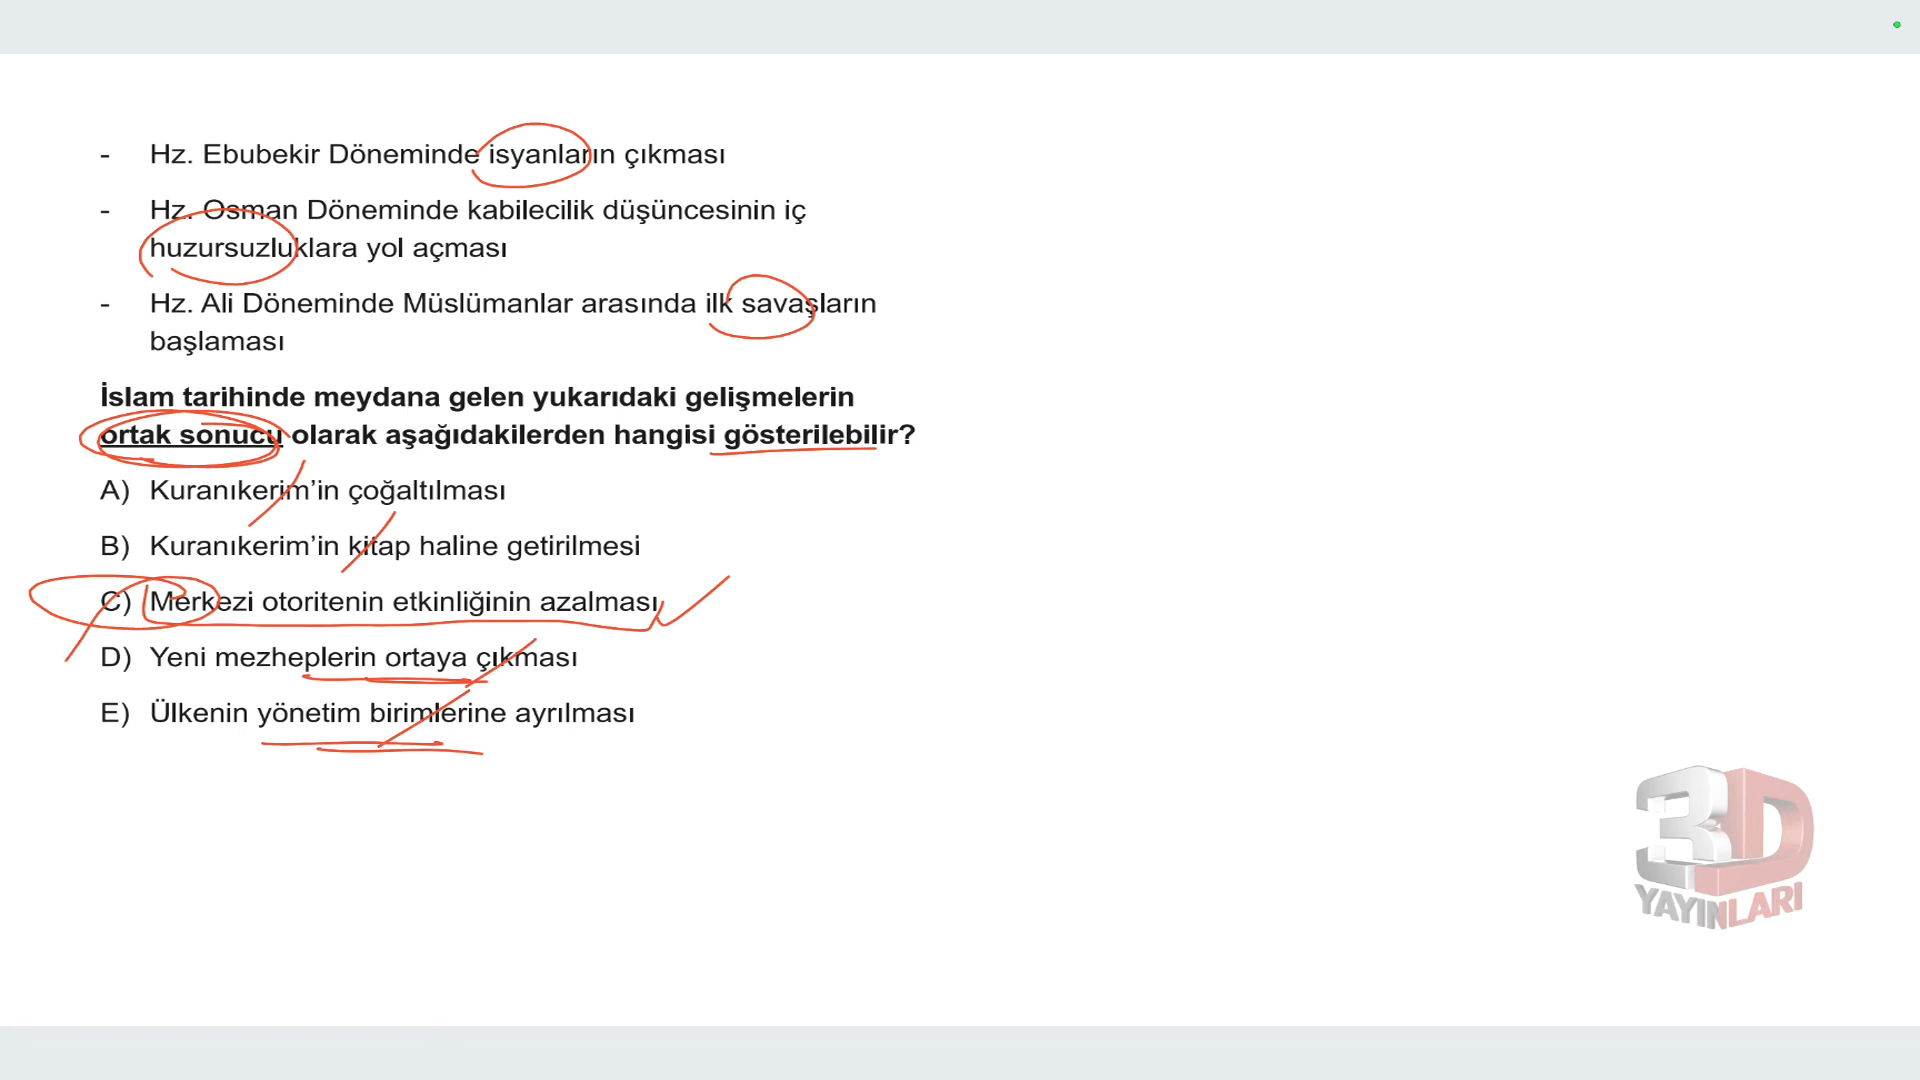 - Hz. Ebubekir Döneminde isyanların çıkması
- Hz. Osman Döneminde kabilecilik düşüncesinin iç
huzursuzluklara yol açması
- Hz. Ali Döneminde Müslümanlar arasında ilk savaşların
başlaması
İslam tarihinde meydana gelen yukarıdaki gelişmelerin
ortak sonucu olarak aşağıdakilerden hangisi gösterilebilir?
A) Kuranıkerim’in çoğaltılması
B) Kuranıkerim’in kitap haline getirilmesi
C) Merkezi otoritenin etkinliğinin azalması
D) Yeni mezheplerin ortaya çıkması
E) Ülkenin yönetim birimlerine ayrılması
3D
YAYINLARI